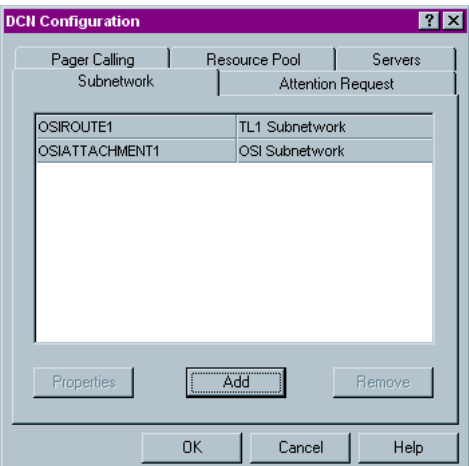 DCN Configuration
Pager Calling Resource Pool Servers
Subnetwork Attention Request
OSIROUTE1 TL1 Subnetwork
OSIATTACHMENT1 OSI Subnetwork
Properties Add Remove
OK Cancel Help